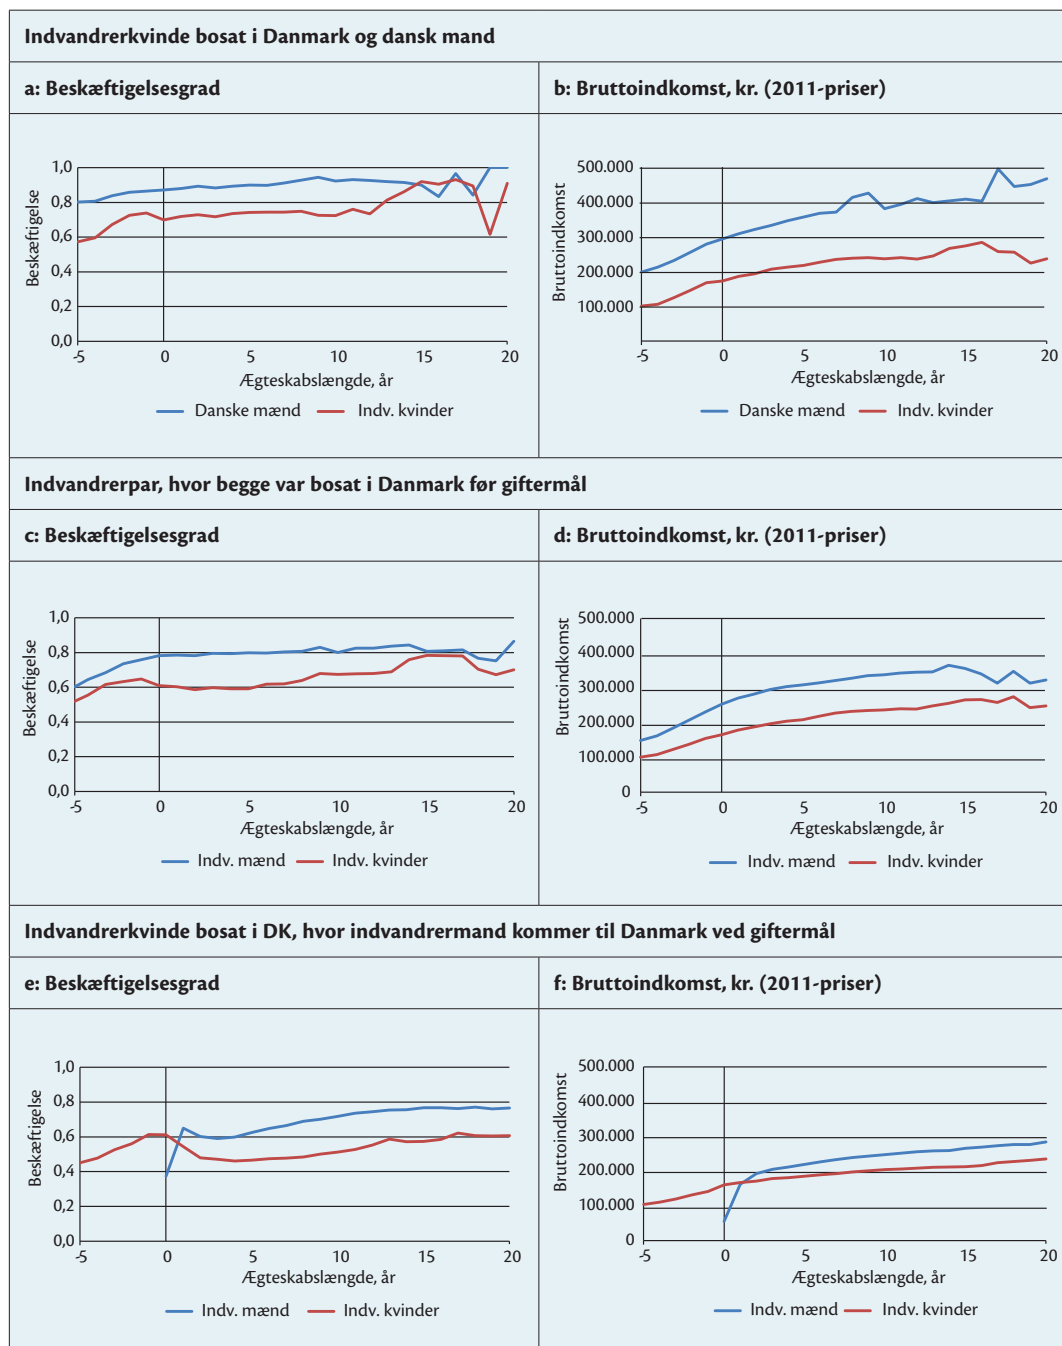 Indvandrerkvinde bosat i Danmark og dansk mand
a: Beskæftigelsesgrad
b: Bruttoindkomst, kr. (2011-priser)
Beskæftigelse
1,0
0,8
0,6
0,4
0,2
0,0
-5 0 5 10 15 20
Ægteskabslængde, år
Danske mænd Indv. kvinder
Bruttoindkomst
500.000
400.000
300.000
200.000
100.000
-5 0 5 10 15 20
Ægteskabslængde, år
Danske mænd Indv. kvinder
Indvandrerpar, hvor begge var bosat i Danmark før giftermål
c: Beskæftigelsesgrad
d: Bruttoindkomst, kr. (2011-priser)
Beskæftigelse
1,0
0,8
0,6
0,4
0,2
0,0
-5 0 5 10 15 20
Ægteskabslængde, år
Indv. mænd Indv. kvinder
Bruttoindkomst
500.000
400.000
300.000
200.000
100.000
0
-5 0 5 10 15 20
Ægteskabslængde, år
Indv. mænd Indv. kvinder
Indvandrerkvinde bosat i DK, hvor indvandrermand kommer til Danmark ved giftermål
e: Beskæftigelsesgrad
f: Bruttoindkomst, kr. (2011-priser)
Beskæftigelse
1,0
0,8
0,6
0,4
0,2
0,0
-5 0 5 10 15 20
Ægteskabslængde, år
Indv. mænd Indv. kvinder
Bruttoindkomst
500.000
400.000
300.000
200.000
100.000
0
-5 0 5 10 15 20
Ægteskabslængde, år
Indv. mænd Indv. kvinder